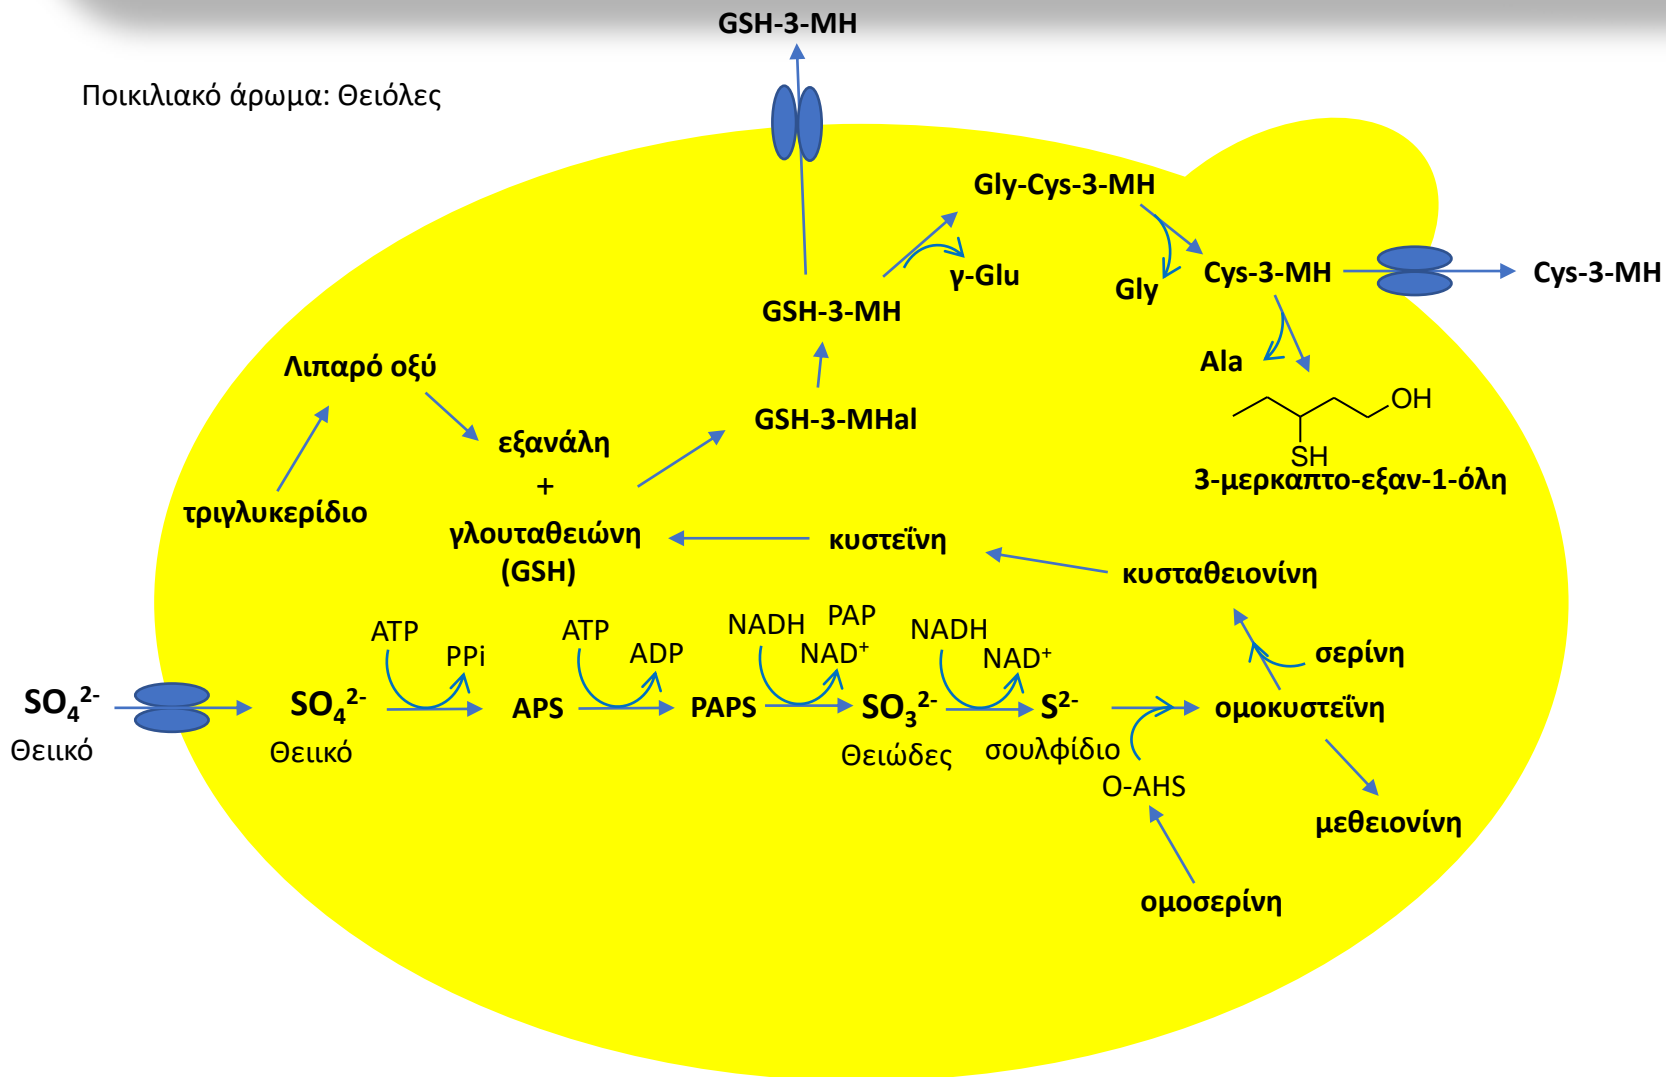 GSH-3-MH
Ποικιλιακό άρωμα: Θειόλες
Gly-Cys-3-MH
γ-Glu
Gly
Cys-3-MH
Cys-3-MH
GSH-3-MH
Λιπαρό οξύ
Ala
OH
GSH-3-MHal
εξανάλη
SH
+
3-μερκαπτο-εξαν-1-όλη
τριγλυκερίδιο
γλουταθειώνη
(GSH)
κυστεΐνη
κυσταθειονίνη
ATP
PPi
ATP
ADP
NADH
PAP
NAD⁺
NADH
NAD⁺
σερίνη
SO₄²⁻
Θειικό
SO₄²⁻
Θειικό
APS
PAPS
SO₃²⁻
Θειώδες
S²⁻
σουλφίδιο
ομοκυστεΐνη
O-AHS
μεθειονίνη
ομοσερίνη